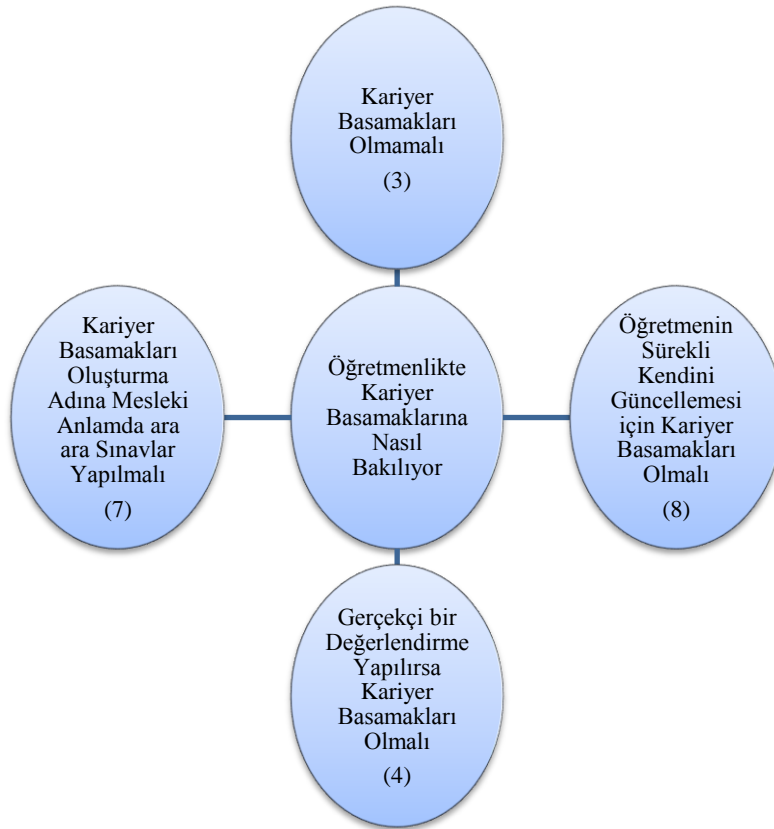 Kariyer
Basamakları
Olmamalı
(3)
Kariyer
Basamakları
Oluşturma
Adına Mesleki
Anlamda ara
ara Sınavlar
Yapılmalı
(7)
Öğretmenlikte
Kariyer
Basamaklarına
Nasıl
Bakılıyor
Öğretmenin
Sürekli
Kendini
Güncellemesi
için Kariyer
Basamakları
Olmalı
(8)
Gerçekçi bir
Değerlendirme
Yapılırsa
Kariyer
Basamakları
Olmalı
(4)